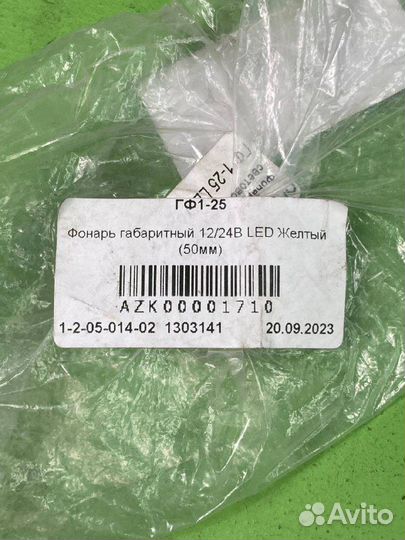 ГФ1-25
Фонарь габаритный 12/24В LED Желтый
(50мм)
AZK00001710
1-2-05-014-02 1303141 20.09.2023
Avito